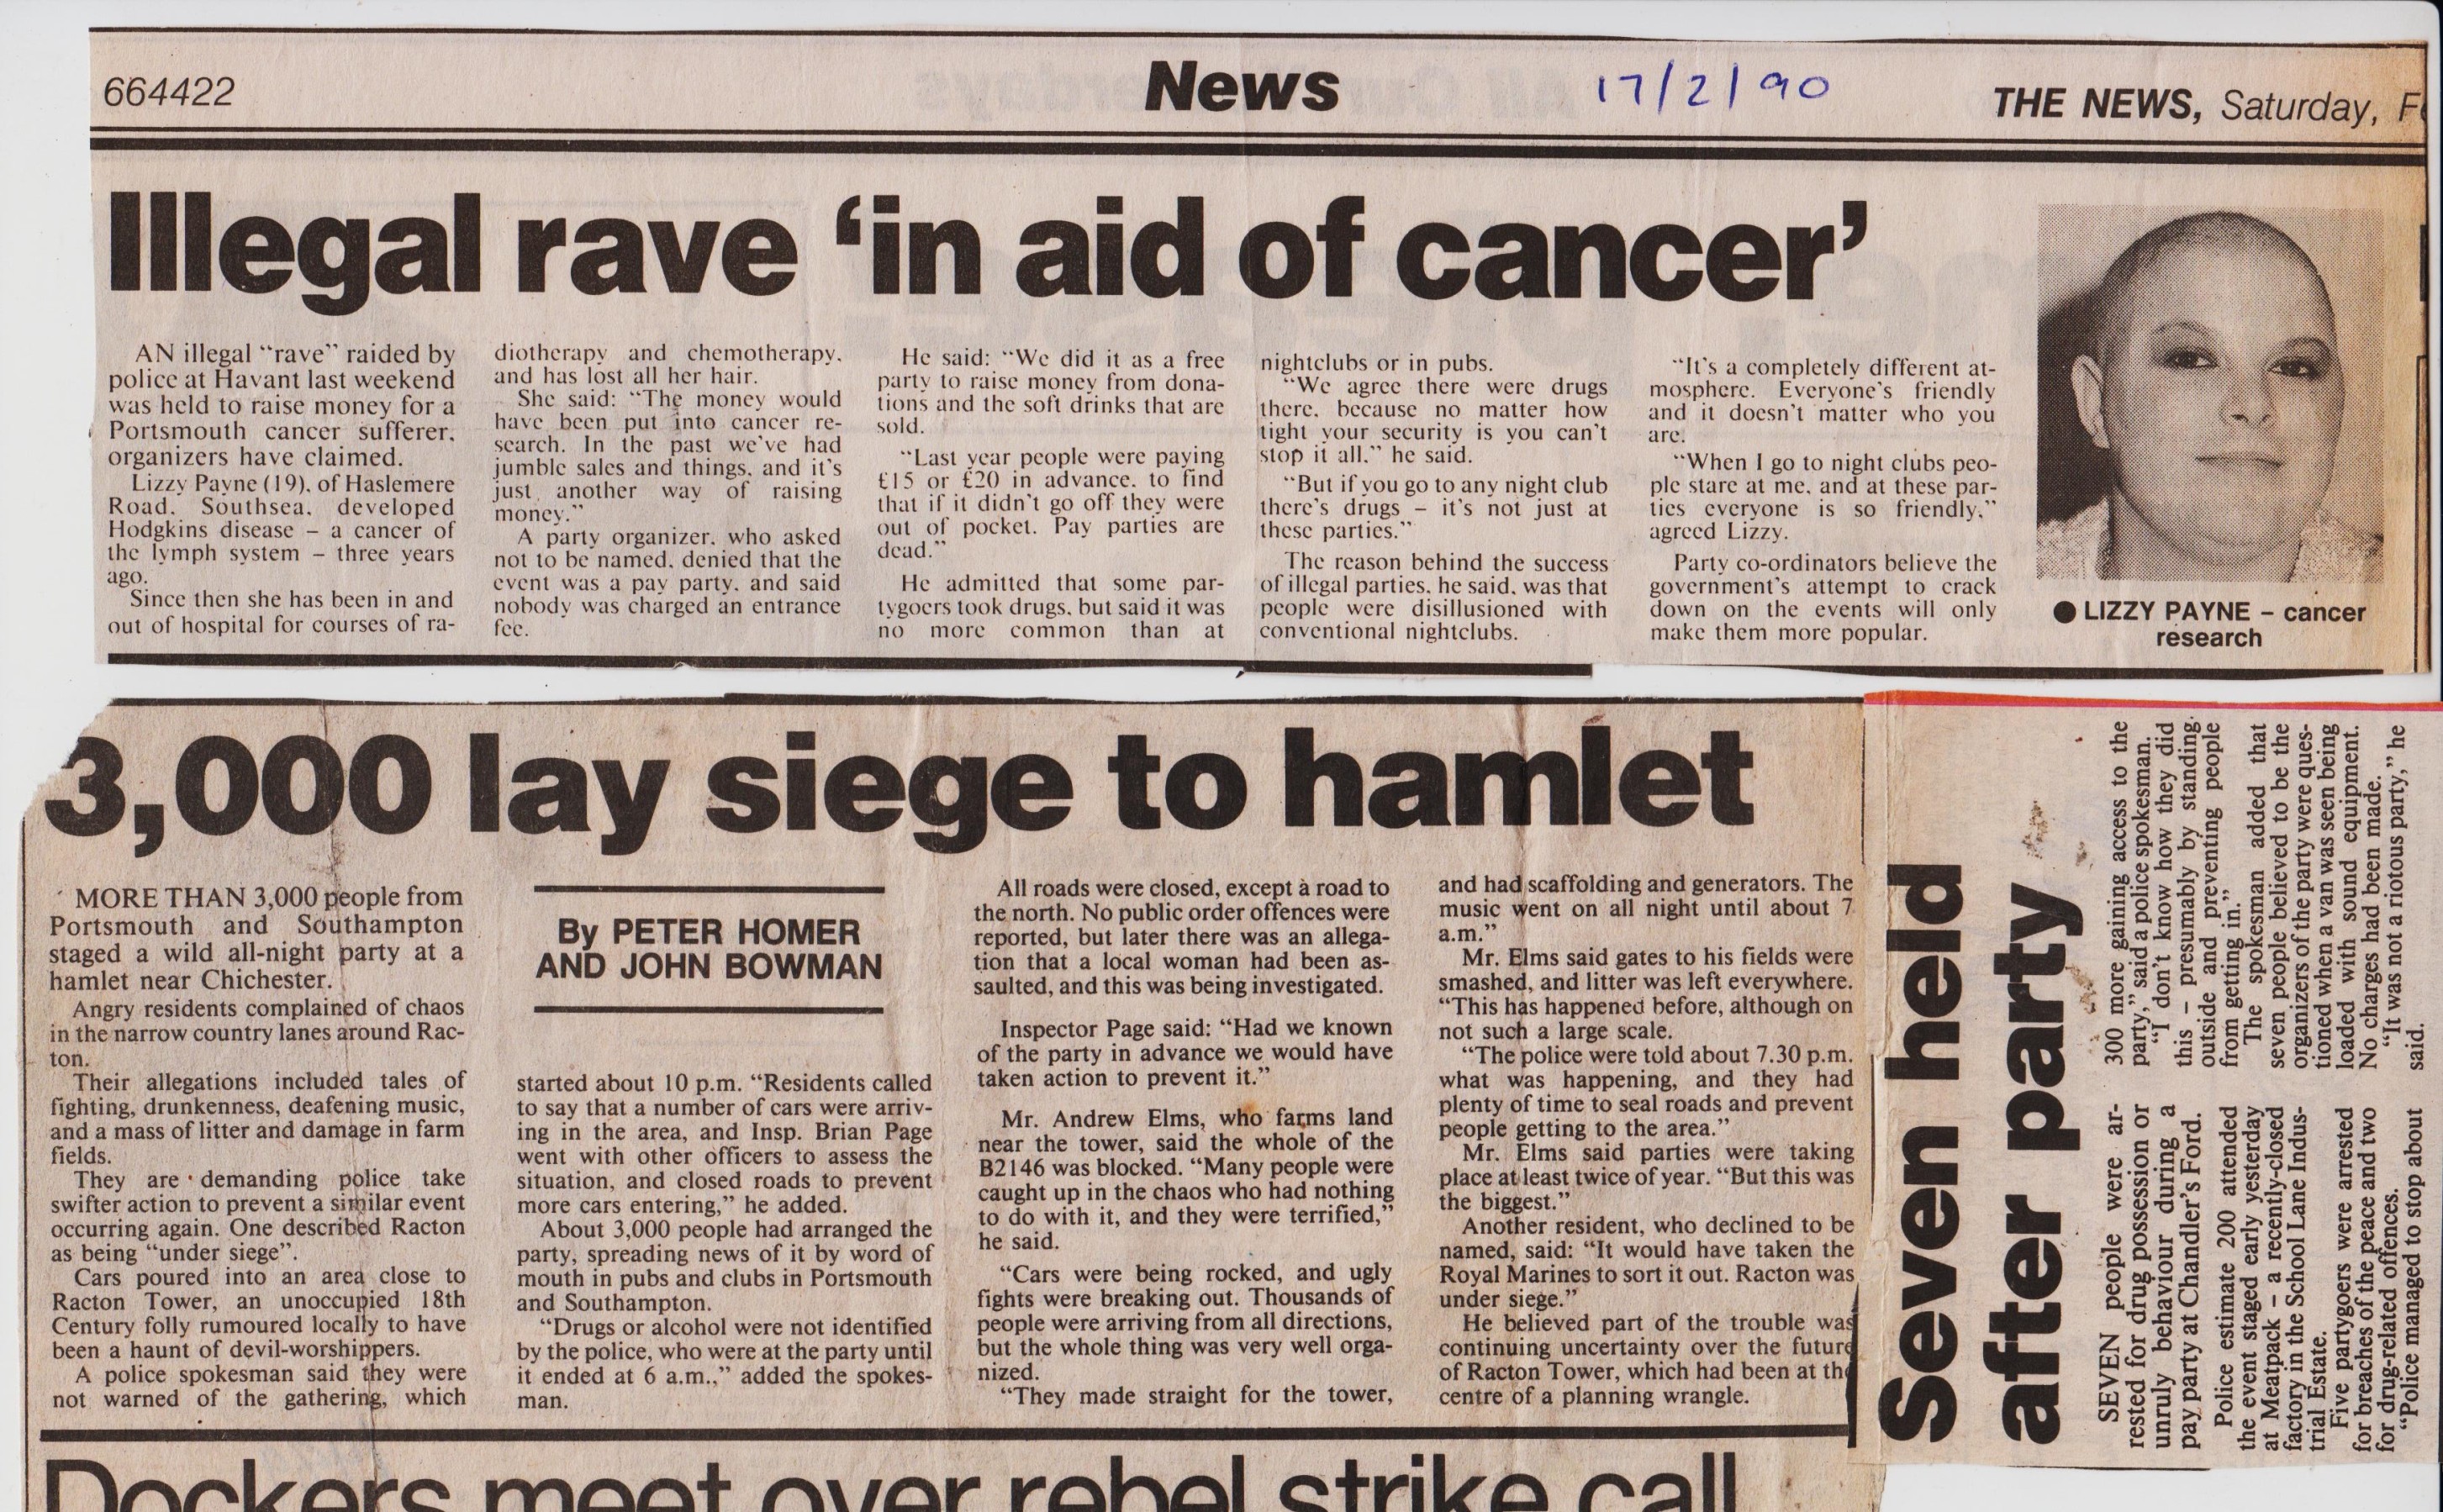 664422
News
17/2/90
THE NEWS, Saturday,
Illegal rave ‘in aid of cancer’
AN illegal “rave” raided by
police at Havant last weekend
was held to raise money for a
Portsmouth cancer sufferer,
organizers have claimed.
Lizzy Payne (19), of Haslemere
Road, Southsea, developed
Hodgkins disease – a cancer of
the lymph system – three years
ago.
Since then she has been in and
out of hospital for courses of ra-
diotherapy and chemotherapy,
and has lost all her hair.
She said: “The money would
have been put into cancer re-
search. In the past we’ve had
jumble sales and things, and it’s
just another way of raising
money.”
A party organizer, who asked
not to be named, denied that the
event was a pay party, and said
nobody was charged an entrance
fee.
He said: “We did it as a free
party to raise money from dona-
tions and the soft drinks that are
sold.
“Last year people were paying
£15 or £20 in advance, to find
that if it didn’t go off they were
out of pocket. Pay parties are
dead.”
He admitted that some par-
tygoers took drugs, but said it was
no more common than at
nightclubs or in pubs.
“We agree there were drugs
there, because no matter how
tight your security is you can’t
stop it all,” he said.
“But if you go to any night club
there’s drugs – it’s not just at
these parties.”
The reason behind the success
of illegal parties, he said, was that
people were disillusioned with
conventional nightclubs.
“It’s a completely different at-
mosphere. Everyone’s friendly
and it doesn’t matter who you
are.
“When I go to night clubs peo-
ple stare at me, and at these par-
ties everyone is so friendly,”
agreed Lizzy.
Party co-ordinators believe the
government’s attempt to crack
down on the events will only
make them more popular.
● LIZZY PAYNE – cancer
research
3,000 lay siege to hamlet
MORE THAN 3,000 people from
Portsmouth and Southampton
staged a wild all-night party at a
hamlet near Chichester.
Angry residents complained of chaos
in the narrow country lanes around Rac-
ton.
Their allegations included tales of
fighting, drunkenness, deafening music,
and a mass of litter and damage in farm
fields.
They are demanding police take
swifter action to prevent a similar event
occurring again. One described Racton
as being “under siege”.
Cars poured into an area close to
Racton Tower, an unoccupied 18th
Century folly rumoured locally to have
been a haunt of devil-worshippers.
A police spokesman said they were
not warned of the gathering, which
By PETER HOMER
AND JOHN BOWMAN
started about 10 p.m. “Residents called
to say that a number of cars were arriv-
ing in the area, and Insp. Brian Page
went with other officers to assess the
situation, and closed roads to prevent
more cars entering,” he added.
About 3,000 people had arranged the
party, spreading news of it by word of
mouth in pubs and clubs in Portsmouth
and Southampton.
“Drugs or alcohol were not identified
by the police, who were at the party until
it ended at 6 a.m.,” added the spokes-
man.
All roads were closed, except a road to
the north. No public order offences were
reported, but later there was an allega-
tion that a local woman had been as-
saulted, and this was being investigated.
Inspector Page said: “Had we known
of the party in advance we would have
taken action to prevent it.”
Mr. Andrew Elms, who farms land
near the tower, said the whole of the
B2146 was blocked. “Many people were
caught up in the chaos who had nothing
to do with it, and they were terrified,”
he said.
“Cars were being rocked, and ugly
fights were breaking out. Thousands of
people were arriving from all directions,
but the whole thing was very well orga-
nized.
“They made straight for the tower,
and had scaffolding and generators. The
music went on all night until about 7
a.m.”
Mr. Elms said gates to his fields were
smashed, and litter was left everywhere.
“This has happened before, although on
not such a large scale.
“The police were told about 7.30 p.m.
what was happening, and they had
plenty of time to seal roads and prevent
people getting to the area.”
Mr. Elms said parties were taking
place at least twice of year. “But this was
the biggest.”
Another resident, who declined to be
named, said: “It would have taken the
Royal Marines to sort it out. Racton was
under siege.”
He believed part of the trouble was
continuing uncertainty over the future
of Racton Tower, which had been at the
centre of a planning wrangle.
Seven held
after party
SEVEN people were ar-
rested for drug possession or
unruly behaviour during a
pay party at Chandler’s Ford.
Police estimate 200 attended
the event staged early yesterday
at Meatpack – a recently-closed
factory in the School Lane Indus-
trial Estate.
Five partygoers were arrested
for breaches of the peace and two
for drug-related offences.
“Police managed to stop about
300 more gaining access to the
party,” said a police spokesman.
“I don’t know how they did
this – presumably by standing
outside and preventing people
from getting in.”
The spokesman added that
seven people believed to be the
organizers of the party were ques-
tioned when a van was seen being
loaded with sound equipment.
No charges had been made.
“It was not a riotous party,” he
said.
Dockers meet over rebel strike call